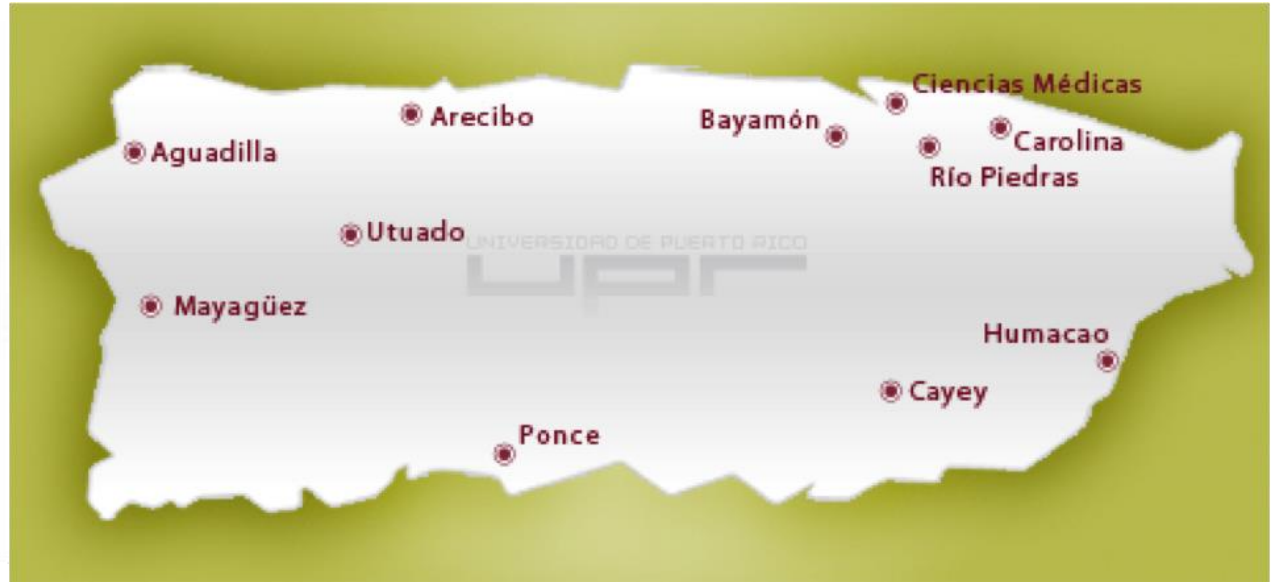 Ciencias Médicas
Arecibo
Bayamón
Carolina
Aguadilla
Río Piedras
Utuado
UNIVERSIDAD DE PUERTO RICO
upr
Mayagüez
Humacao
Cayey
Ponce